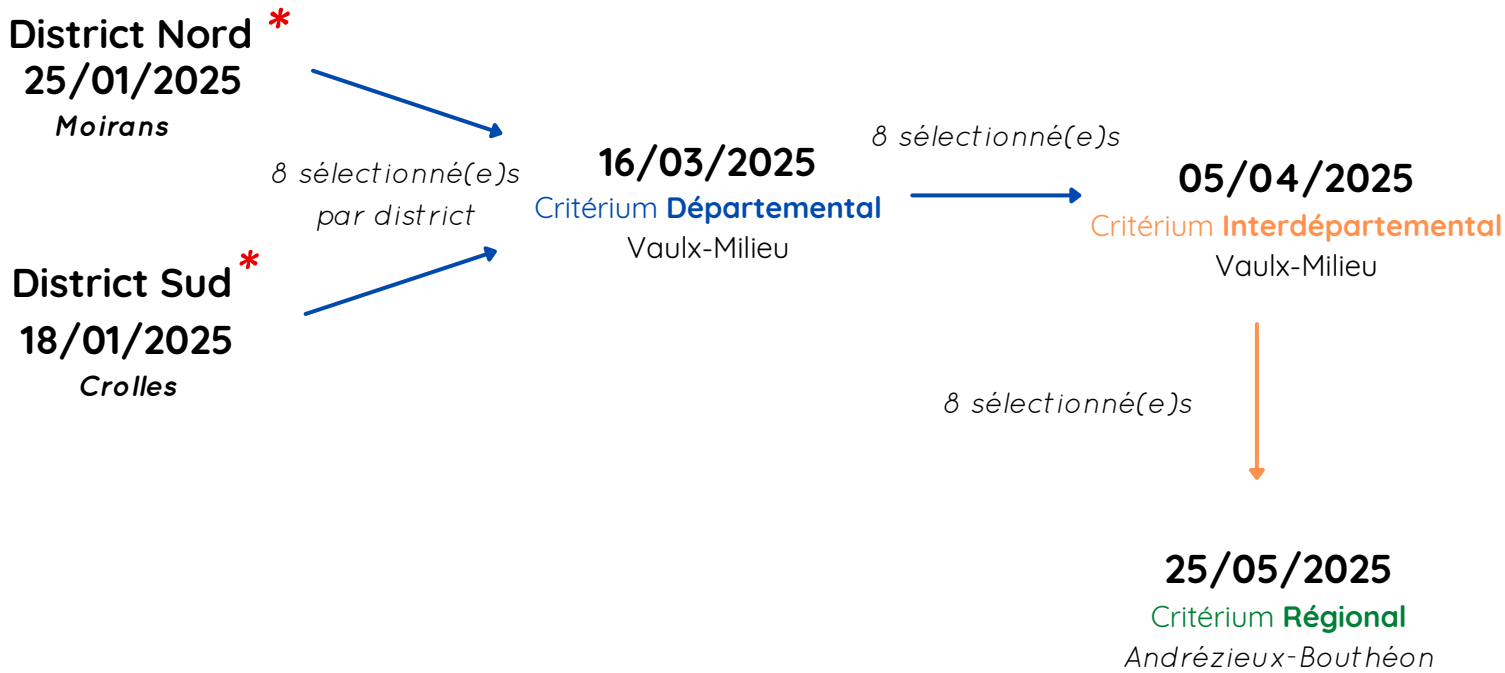 District Nord *
25/01/2025
Moirans
8 sélectionné(e)s
par district
District Sud *
18/01/2025
Crolles
16/03/2025
Critérium Départemental
Vaulx-Milieu
8 sélectionné(e)s
05/04/2025
Critérium Interdépartemental
Vaulx-Milieu
8 sélectionné(e)s
25/05/2025
Critérium Régional
Andrézieux-Bouthéon